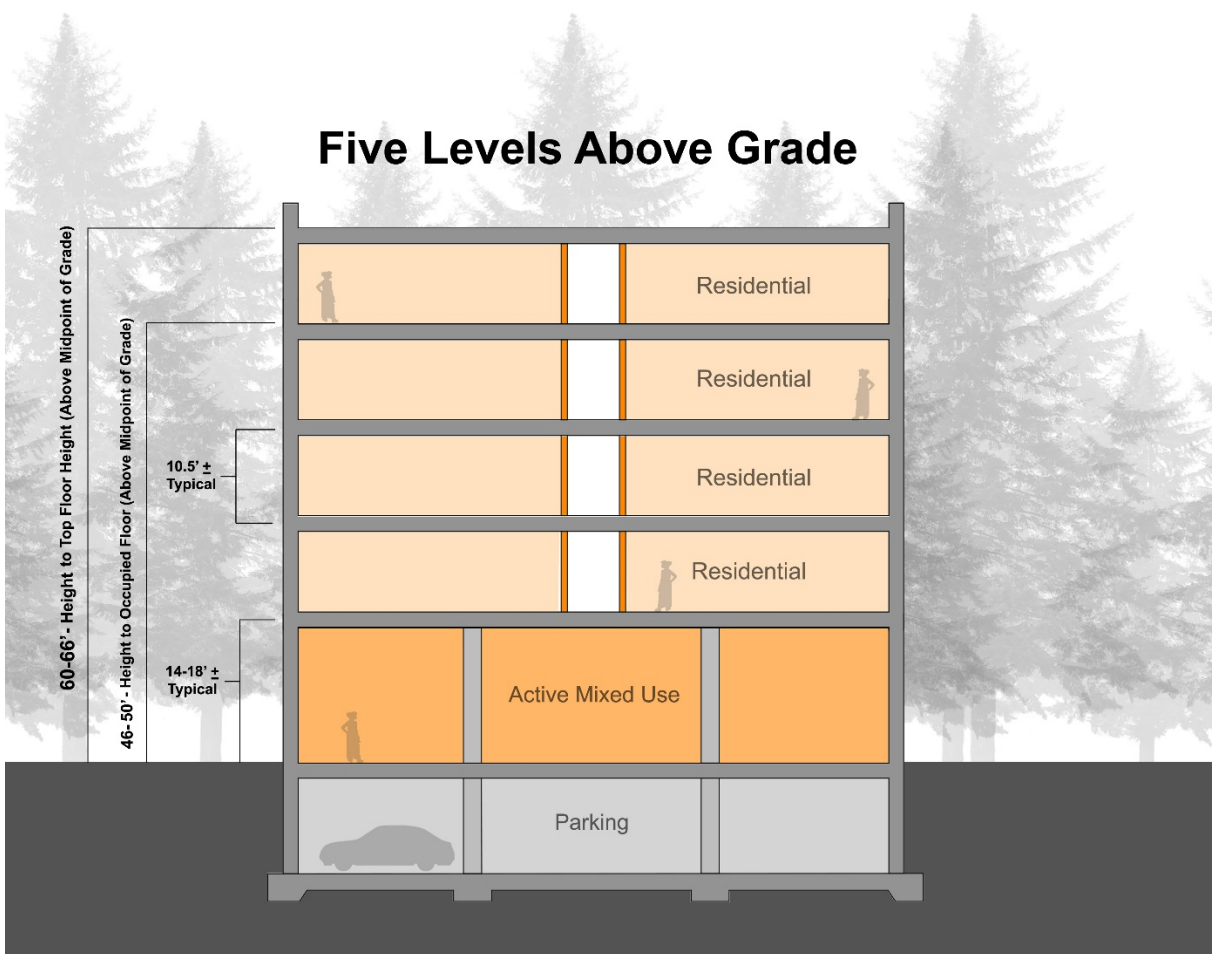 Five Levels Above Grade
60-66’ - Height to Top Floor Height (Above Midpoint of Grade)
46- 50’ - Height to Occupied Floor (Above Midpoint of Grade)
Residential
Residential
10.5’ ±
Typical
Residential
Residential
14-18’ ±
Typical
Active Mixed Use
Parking